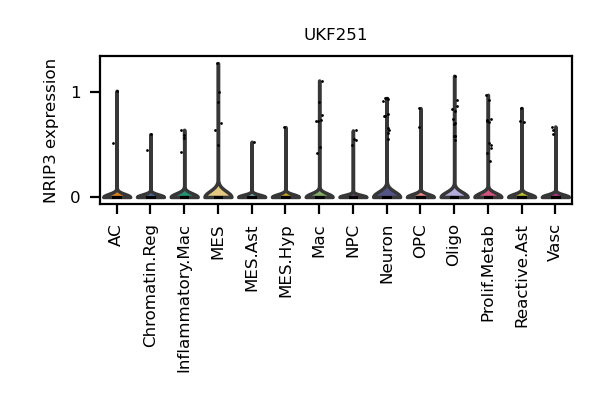 UKF251
NRIP3 expression
1
0
AC
Chromatin.Reg
Inflammatory.Mac
MES
MES.Ast
MES.Hyp
Mac
NPC
Neuron
OPC
Oligo
Prolif.Metab
Reactive.Ast
Vasc